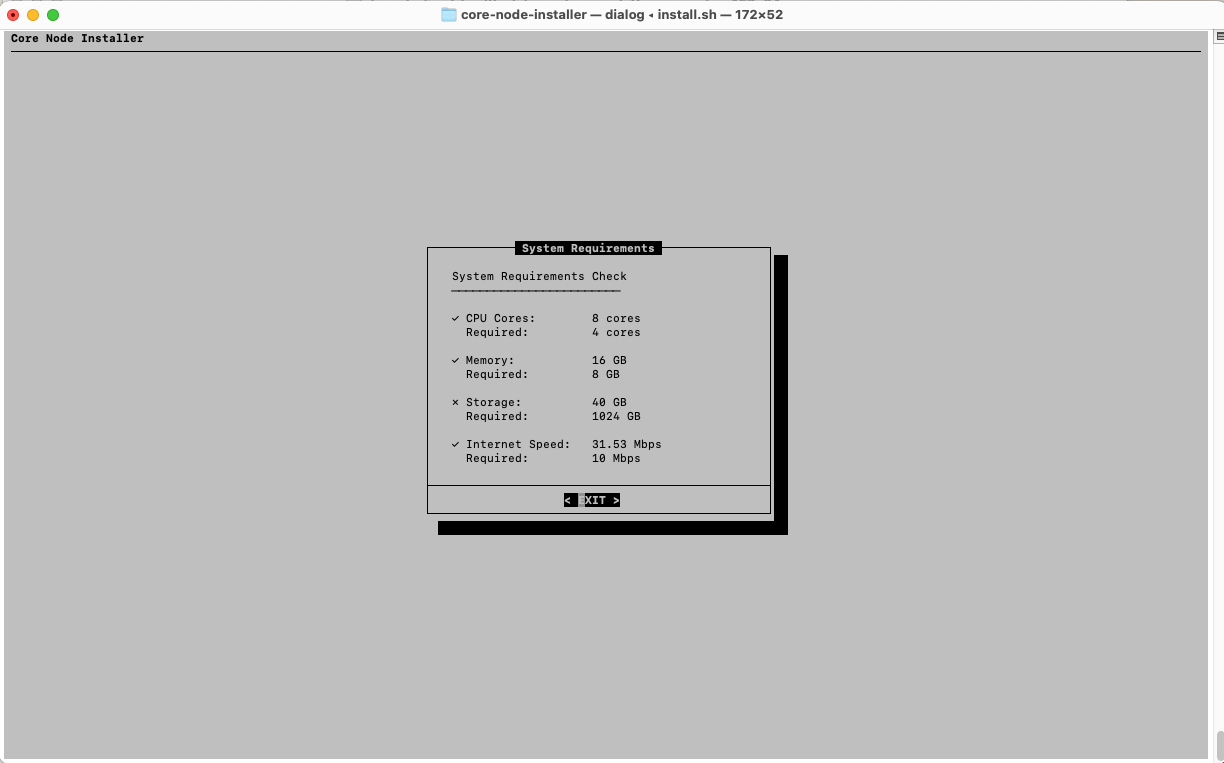 core-node-installer — dialog ◂ install.sh — 172×52
Core Node Installer
System Requirements
System Requirements Check
✓ CPU Cores: 8 cores
Required: 4 cores
✓ Memory: 16 GB
Required: 8 GB
× Storage: 40 GB
Required: 1024 GB
✓ Internet Speed: 31.53 Mbps
Required: 10 Mbps
< EXIT >